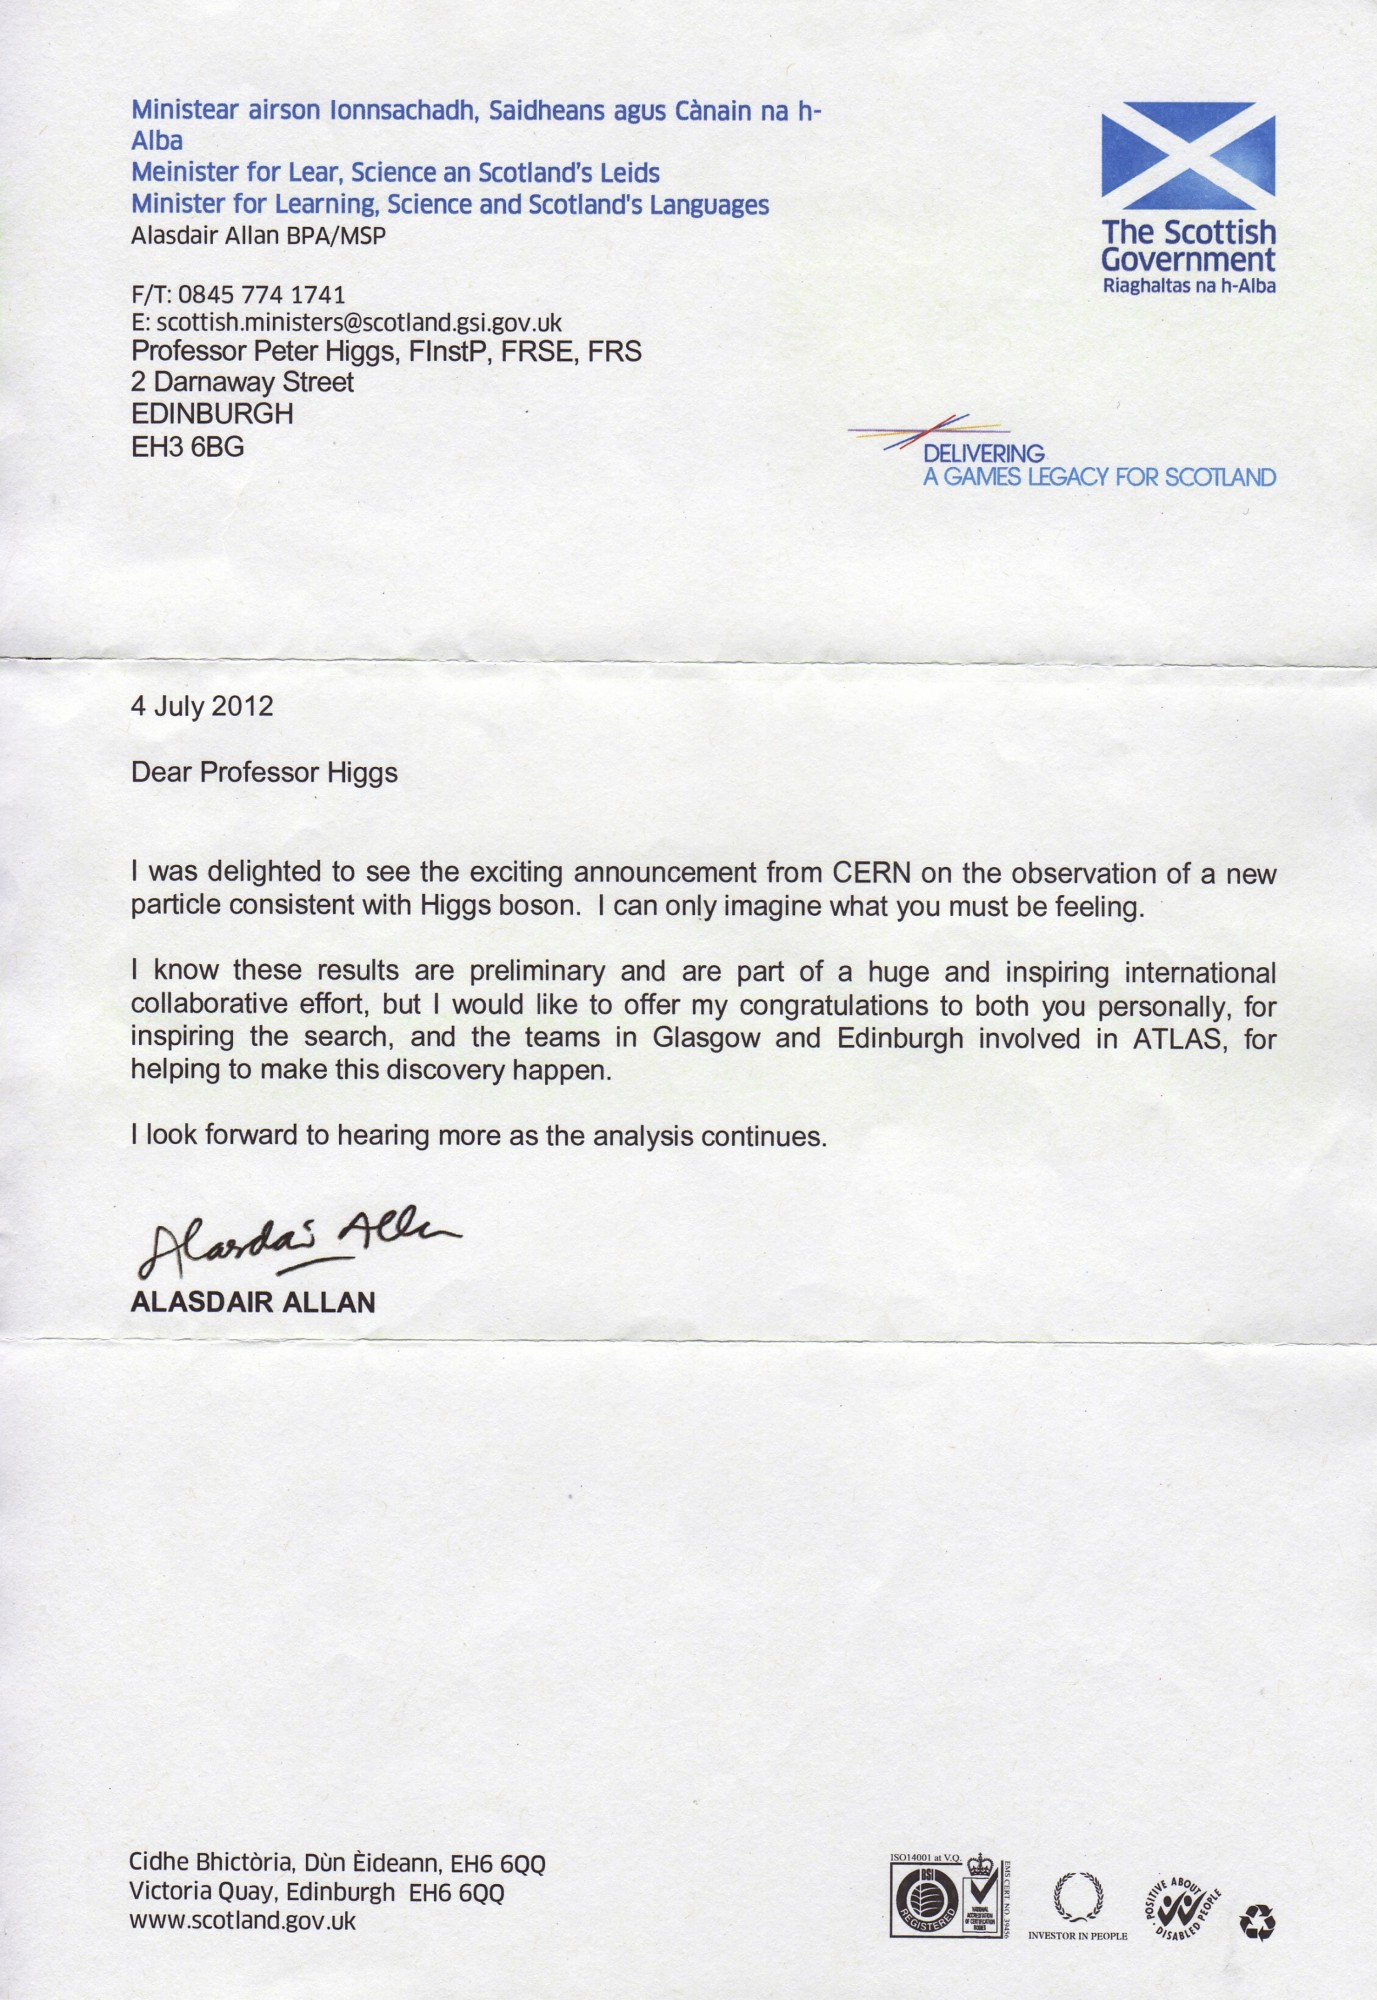 Ministear airson Ionnsachadh, Saidheans agus Cànain na h-
Alba
Meinister for Lear, Science an Scotland's Leids
Minister for Learning, Science and Scotland's Languages
Alasdair Allan BPA/MSP
The Scottish
Government
Riaghaltas na h-Alba
F/T: 0845 774 1741
E: scottish.ministers@scotland.gsi.gov.uk
Professor Peter Higgs, FInstP, FRSE, FRS
2 Darnaway Street
EDINBURGH
EH3 6BG
DELIVERING
A GAMES LEGACY FOR SCOTLAND
4 July 2012
Dear Professor Higgs
I was delighted to see the exciting announcement from CERN on the observation of a new
particle consistent with Higgs boson.  I can only imagine what you must be feeling.
I know these results are preliminary and are part of a huge and inspiring international
collaborative effort, but I would like to offer my congratulations to both you personally, for
inspiring the search, and the teams in Glasgow and Edinburgh involved in ATLAS, for
helping to make this discovery happen.
I look forward to hearing more as the analysis continues.
Alasdair Allan
ALASDAIR ALLAN
Cidhe Bhictòria, Dùn Èideann, EH6 6QQ
Victoria Quay, Edinburgh  EH6 6QQ
www.scotland.gov.uk
ISO14001 at V.Q.
BSI
REGISTERED
NATIONAL
ACCREDITATION
OF CERTIFICATION
BODIES
EMS CERT NO
INVESTOR IN PEOPLE
POSITIVE ABOUT
DISABLED PEOPLE